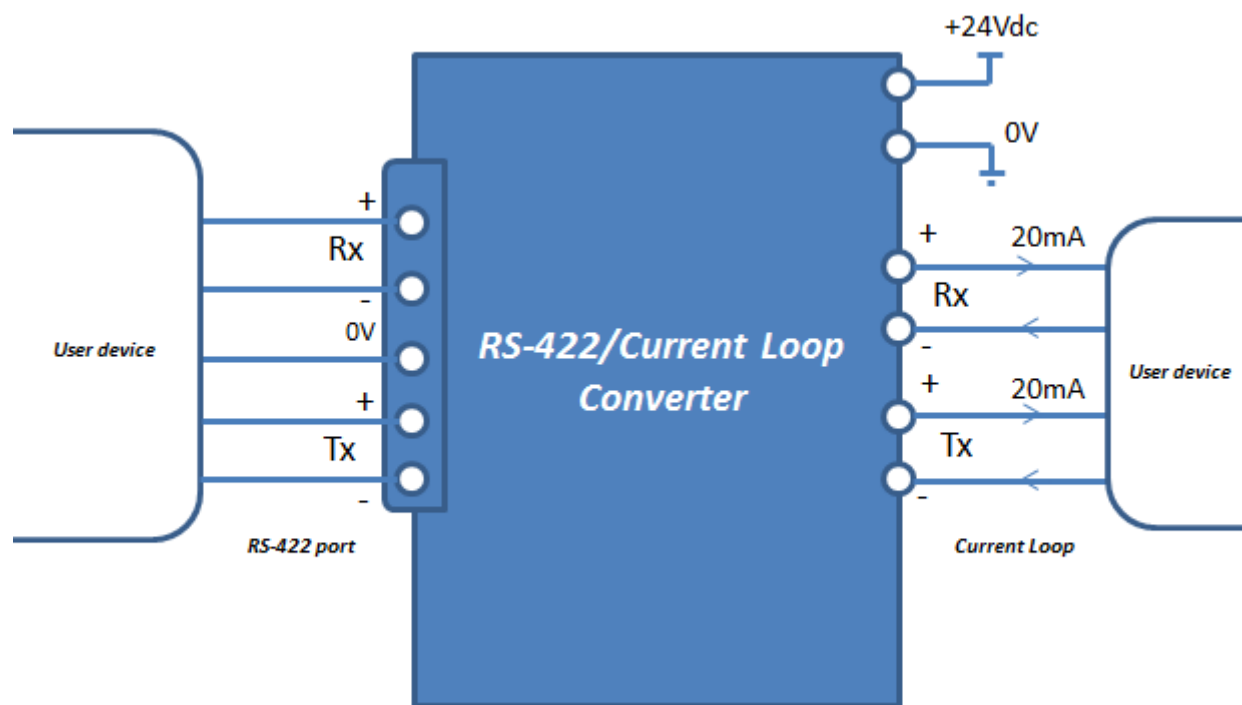 +24Vdc
0V
+
Rx
-
0V
+
Tx
-
User device
RS-422 port
RS-422/Current Loop
Converter
+
20mA
Rx
-
+
20mA
Tx
-
User device
Current Loop